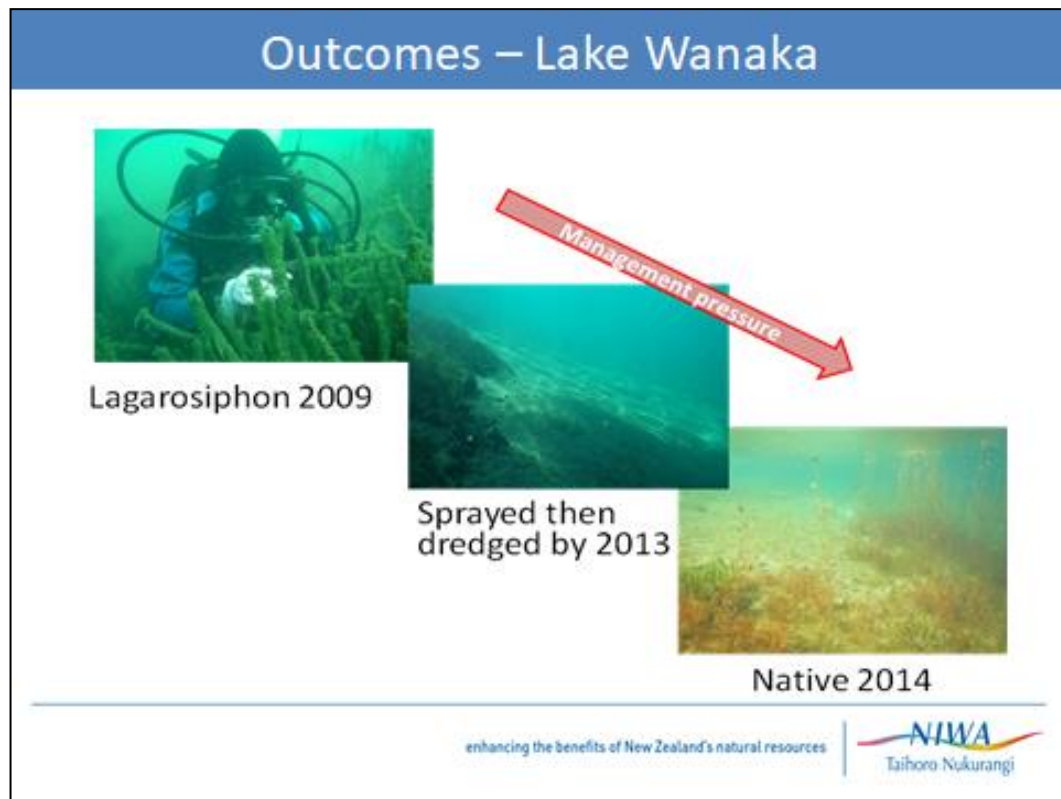 Outcomes – Lake Wanaka
Management pressure
Lagarosiphon 2009
Sprayed then
dredged by 2013
Native 2014
enhancing the benefits of New Zealand's natural resources
NIWA
Taihoro Nukurangi